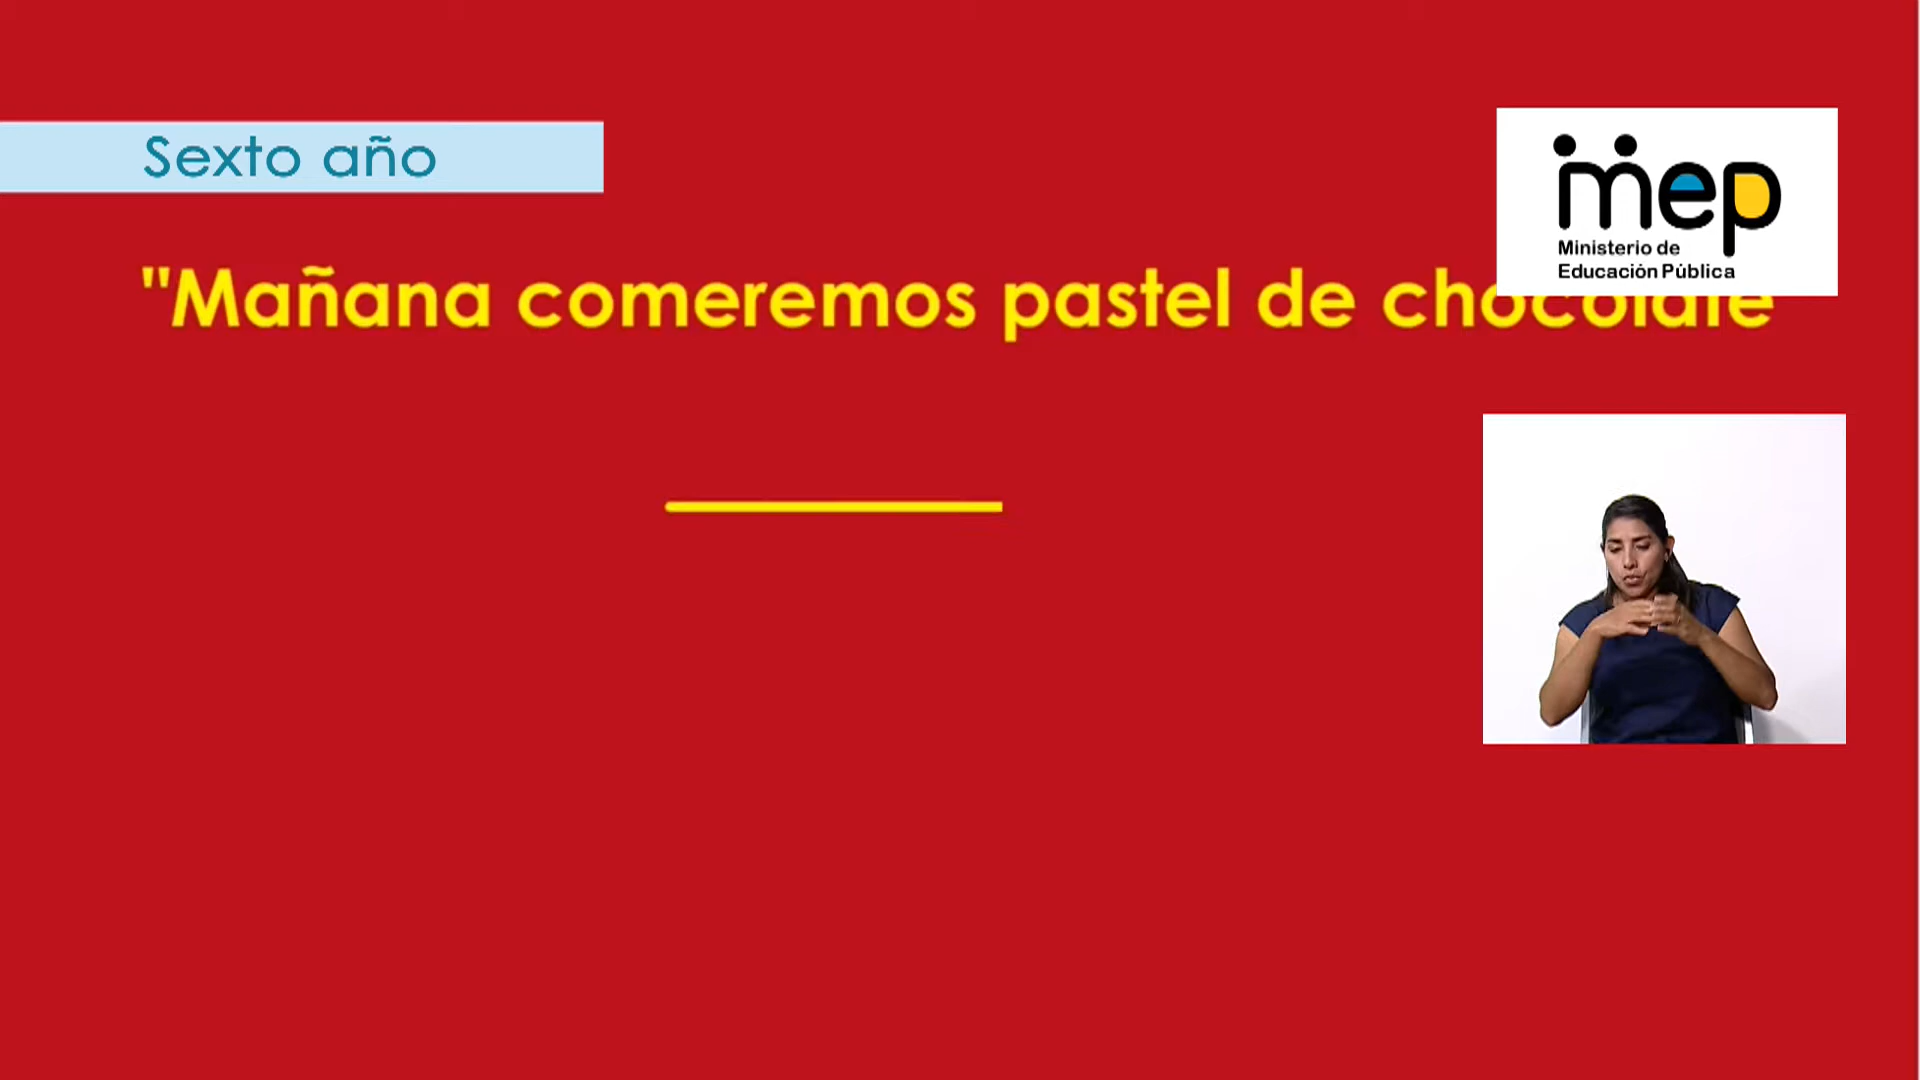 Sexto año
mep
Ministerio de
Educación Pública
"Mañana comeremos pastel de chocolate